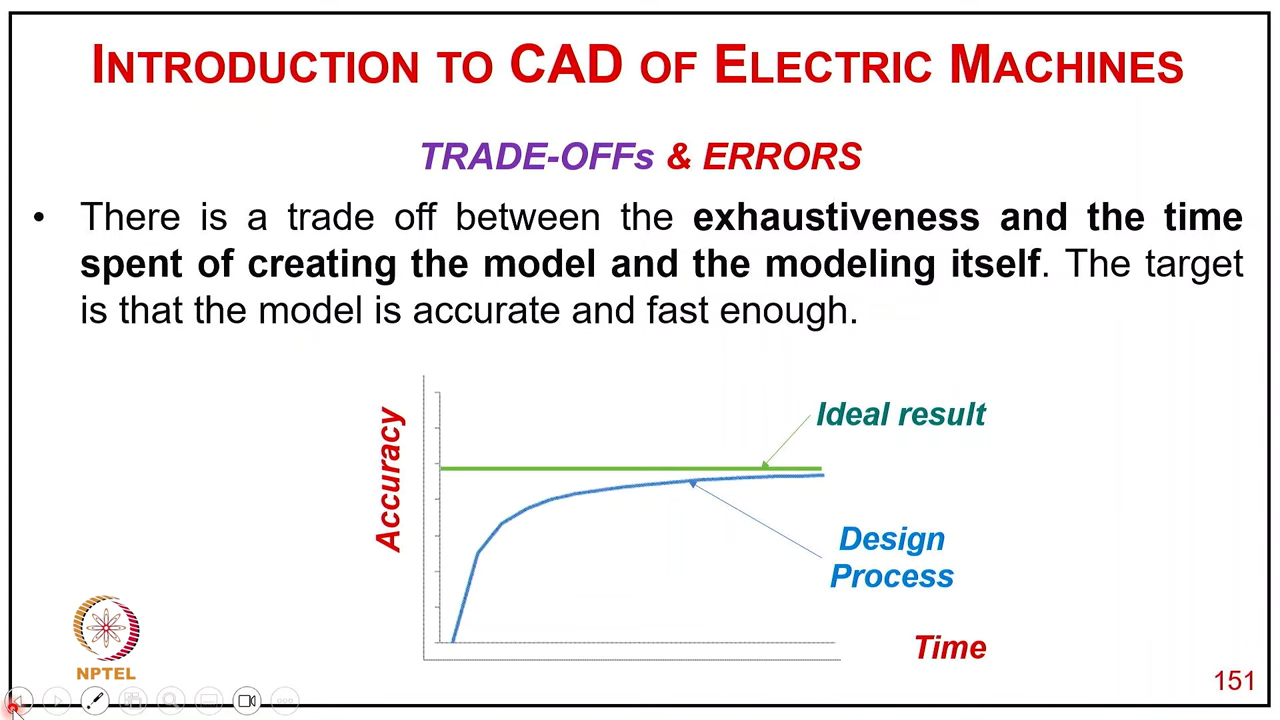 INTRODUCTION TO CAD OF ELECTRIC MACHINES
TRADE-OFFs & ERRORS
• There is a trade off between the exhaustiveness and the time
spent of creating the model and the modeling itself. The target
is that the model is accurate and fast enough.
Ideal result
Accuracy
Design
Process
Time
NPTEL
151